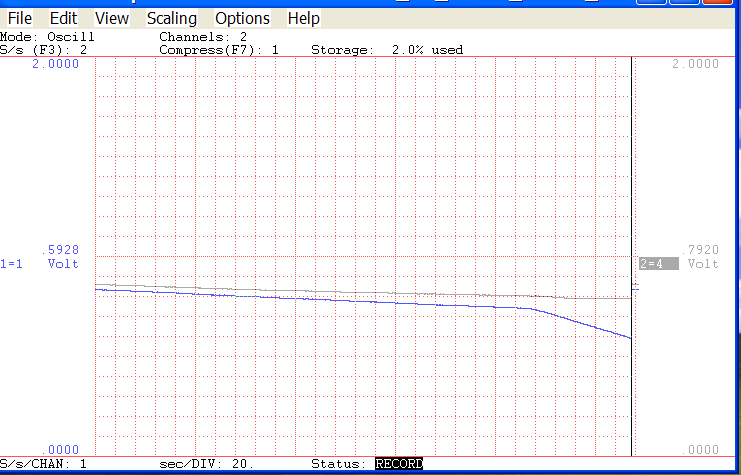 File Edit View Scaling Options Help
Mode: Oscill Channels: 2
S/s (F3): 2 Compress(F7): 1 Storage: 2.0% used
2.0000 2.0000
.5928 .7920
1=1 Volt 2=4 Volt
.0000 .0000
S/s/CHAN: 1 sec/DIV: 20. Status: RECORD